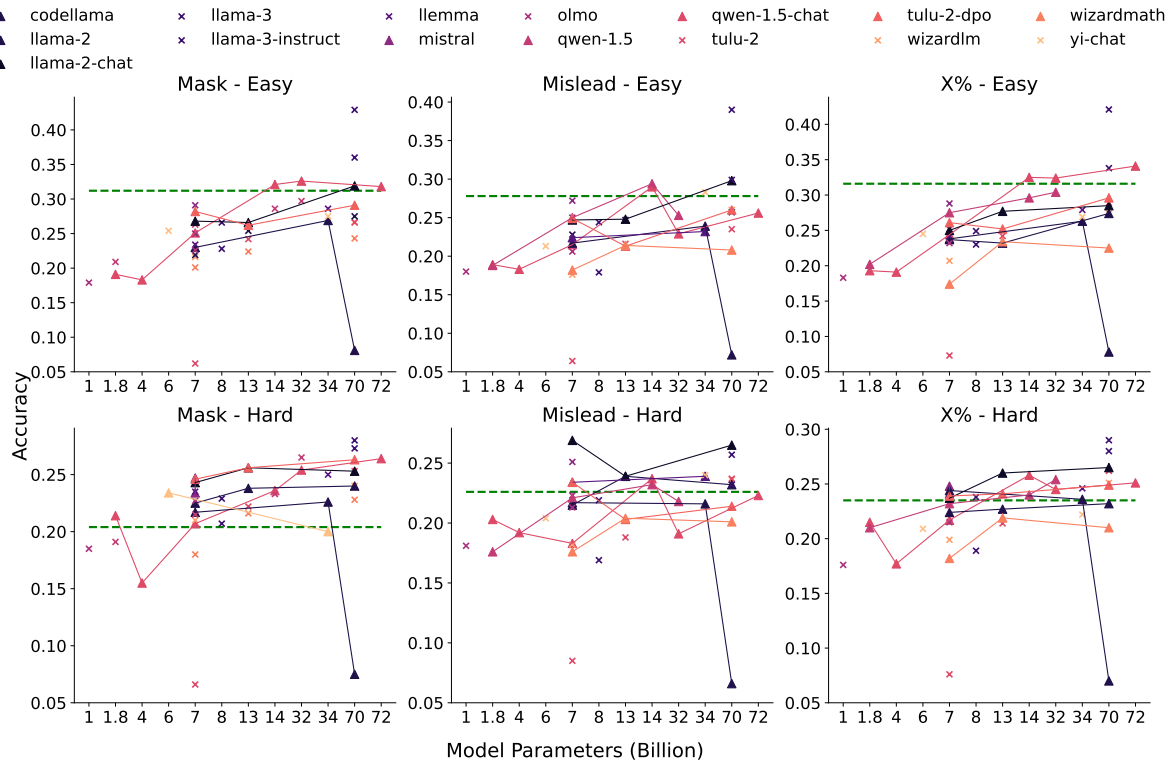 codellama llama-3 llemma olmo qwen-1.5-chat tulu-2-dpo wizardmath
llama-2 llama-3-instruct mistral qwen-1.5 tulu-2 wizardlm yi-chat
llama-2-chat
Mask - Easy Mislead - Easy X% - Easy
0.40 0.35 0.30 0.25 0.20 0.15 0.10 0.05
1 1.8 4 6 7 8 13 14 32 34 70 72
0.40 0.35 0.30 0.25 0.20 0.15 0.10 0.05
1 1.8 4 6 7 8 13 14 32 34 70 72
0.40 0.35 0.30 0.25 0.20 0.15 0.10 0.05
1 1.8 4 6 7 8 13 14 32 34 70 72
Accuracy
Mask - Hard Mislead - Hard X% - Hard
0.25 0.20 0.15 0.10 0.05
1 1.8 4 6 7 8 13 14 32 34 70 72
0.25 0.20 0.15 0.10 0.05
1 1.8 4 6 7 8 13 14 32 34 70 72
0.30 0.25 0.20 0.15 0.10 0.05
1 1.8 4 6 7 8 13 14 32 34 70 72
Model Parameters (Billion)